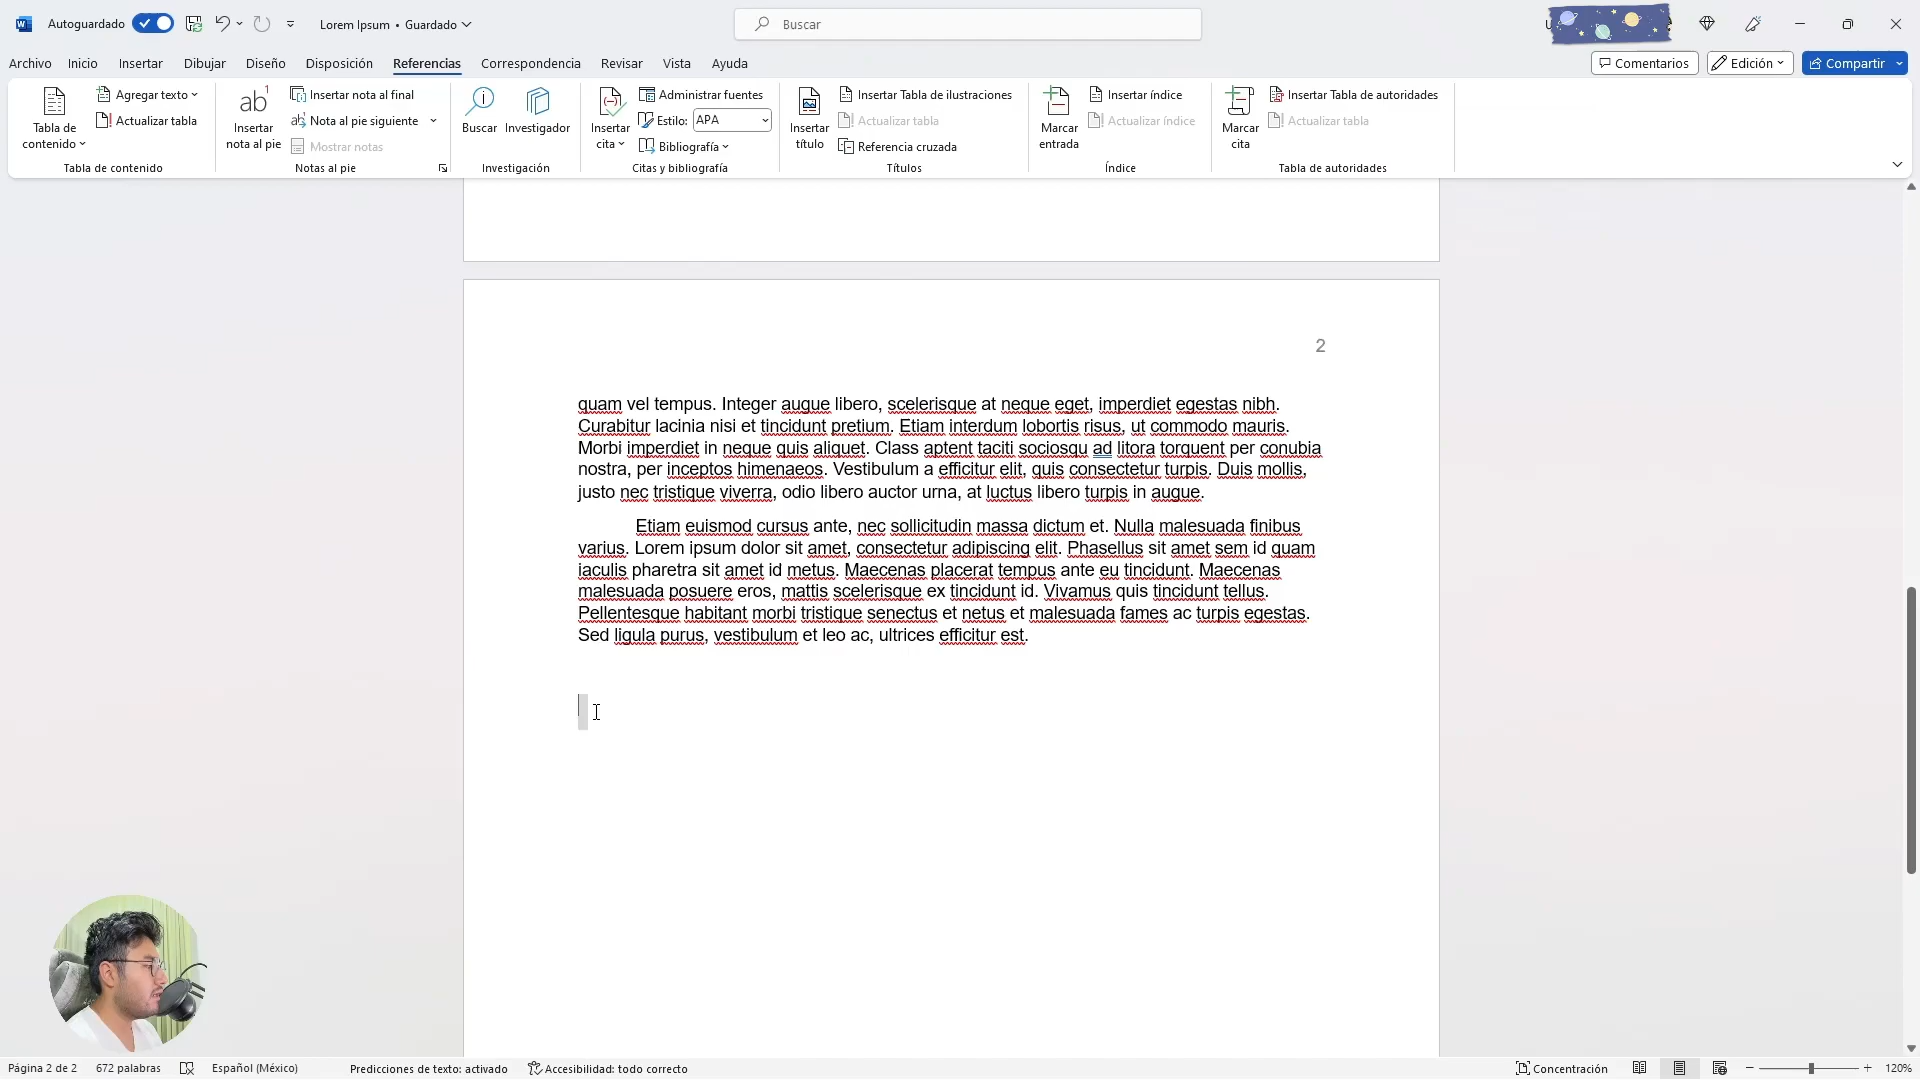 Autoguardado
Lorem Ipsum • Guardado
Buscar
Archivo
Inicio
Insertar
Dibujar
Diseño
Disposición
Referencias
Correspondencia
Revisar
Vista
Ayuda
Comentarios
Edición
Compartir
Tabla de
contenido
Agregar texto
Actualizar tabla
Tabla de contenido
ab
Insertar
nota al pie
Insertar nota al final
Nota al pie siguiente
Mostrar notas
Notas al pie
Buscar
Investigador
Investigación
Insertar
cita
Administrar fuentes
Estilo: APA
Bibliografía
Citas y bibliografía
Insertar
título
Insertar Tabla de ilustraciones
Actualizar tabla
Referencia cruzada
Títulos
Marcar
entrada
Insertar índice
Actualizar índice
Índice
Marcar
cita
Insertar Tabla de autoridades
Actualizar tabla
Tabla de autoridades
2
quam vel tempus. Integer augue libero, scelerisque at neque eget, imperdiet egestas nibh.
Curabitur lacinia nisi et tincidunt pretium. Etiam interdum lobortis risus, ut commodo mauris.
Morbi imperdiet in neque quis aliquet. Class aptent taciti sociosqu ad litora torquent per conubia
nostra, per inceptos himenaeos. Vestibulum a efficitur elit, quis consectetur turpis. Duis mollis,
justo nec tristique viverra, odio libero auctor urna, at luctus libero turpis in augue.
Etiam euismod cursus ante, nec sollicitudin massa dictum et. Nulla malesuada finibus
varius. Lorem ipsum dolor sit amet, consectetur adipiscing elit. Phasellus sit amet sem id quam
iaculis pharetra sit amet id metus. Maecenas placerat tempus ante eu tincidunt. Maecenas
malesuada posuere eros, mattis scelerisque ex tincidunt id. Vivamus quis tincidunt tellus.
Pellentesque habitant morbi tristique senectus et netus et malesuada fames ac turpis egestas.
Sed ligula purus, vestibulum et leo ac, ultrices efficitur est.
Página 2 de 2
672 palabras
Español (México)
Predicciones de texto: activado
Accesibilidad: todo correcto
Concentración
120%